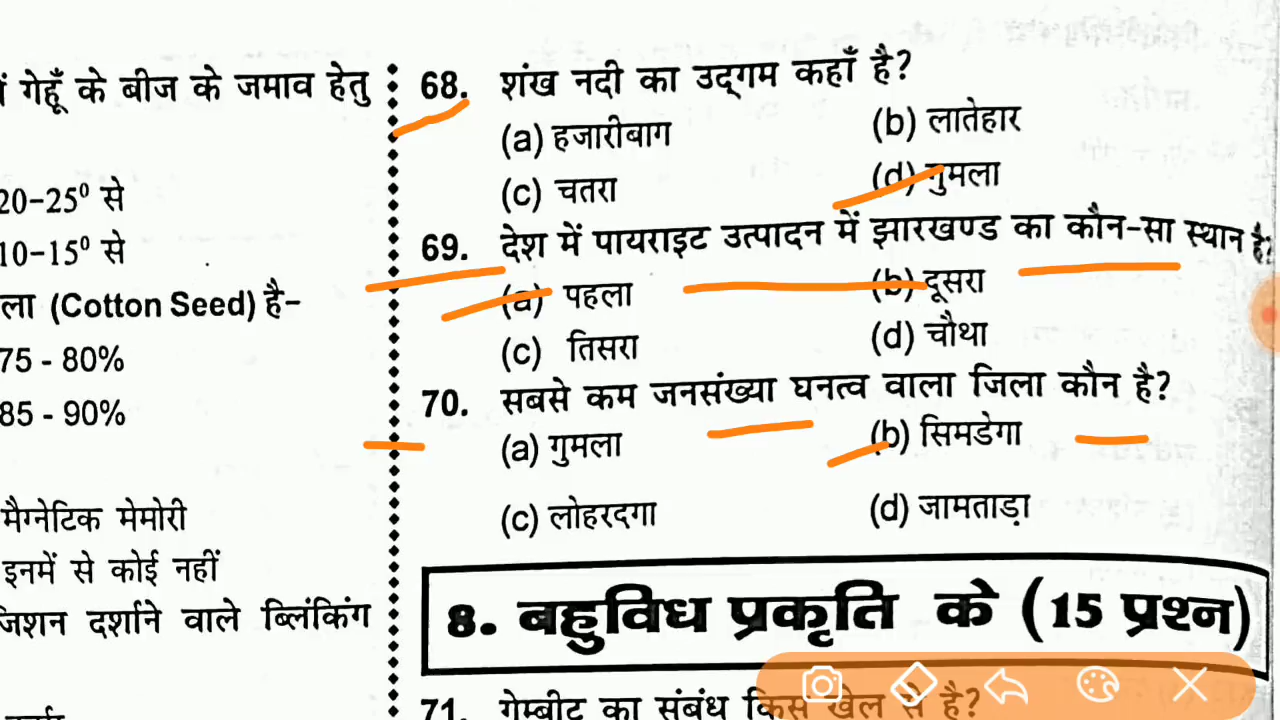 गेहूँ के बीज के जमाव हेतु
20-25⁰ से
10-15⁰ से
ला (Cotton Seed) है-
75 - 80%
85 - 90%
मैग्नेटिक मेमोरी
इनमें से कोई नहीं
जिशन दर्शाने वाले ब्लिंकिंग
68. शंख नदी का उद्गम कहाँ है?
(a) हजारीबाग (b) लातेहार
(c) चतरा (d) गुमला
69. देश में पायराइट उत्पादन में झारखण्ड का कौन-सा स्थान है?
(a) पहला (b) दूसरा
(c) तिसरा (d) चौथा
70. सबसे कम जनसंख्या घनत्व वाला जिला कौन है?
(a) गुमला (b) सिमडेगा
(c) लोहरदगा (d) जामताड़ा
8. बहुविध प्रकृति के (15 प्रश्न)
71. गेम्बीट का संबंध किस खेल से है?